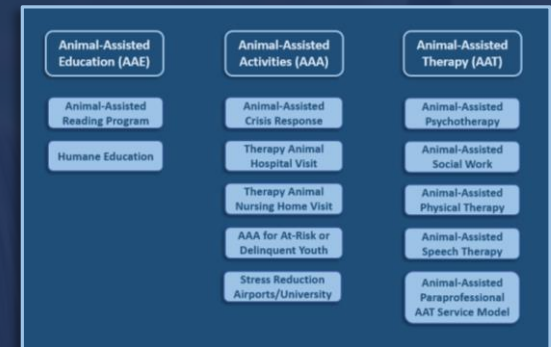 Animal-Assisted
Education (AAE)
Animal-Assisted
Reading Program
Humane Education
Animal-Assisted
Activities (AAA)
Animal-Assisted
Crisis Response
Therapy Animal
Hospital Visit
Therapy Animal
Nursing Home Visit
AAA for At-Risk or
Delinquent Youth
Stress Reduction
Airports/University
Animal-Assisted
Therapy (AAT)
Animal-Assisted
Psychotherapy
Animal-Assisted
Social Work
Animal-Assisted
Physical Therapy
Animal-Assisted
Speech Therapy
Animal-Assisted
Paraprofessional
AAT Service Model